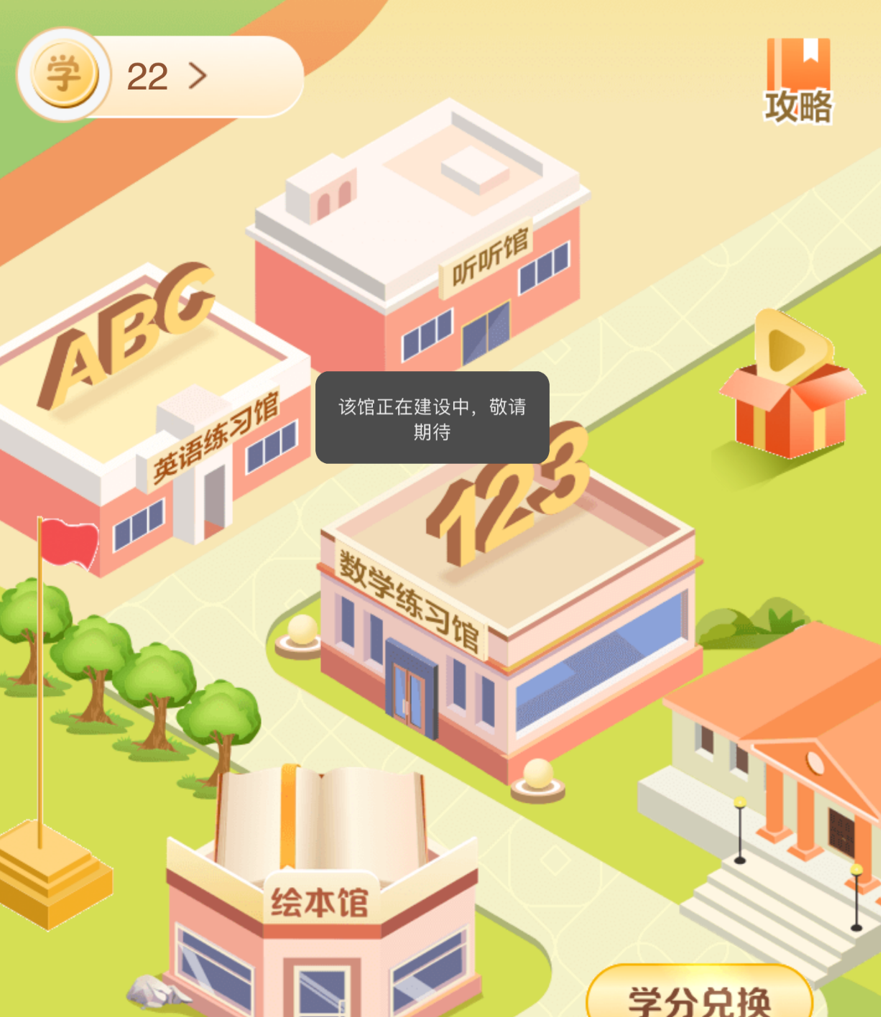 学
22
攻略
听听馆
ABC
英语练习馆
该馆正在建设中，敬请
期待
123
数学练习馆
绘本馆
学分兑换